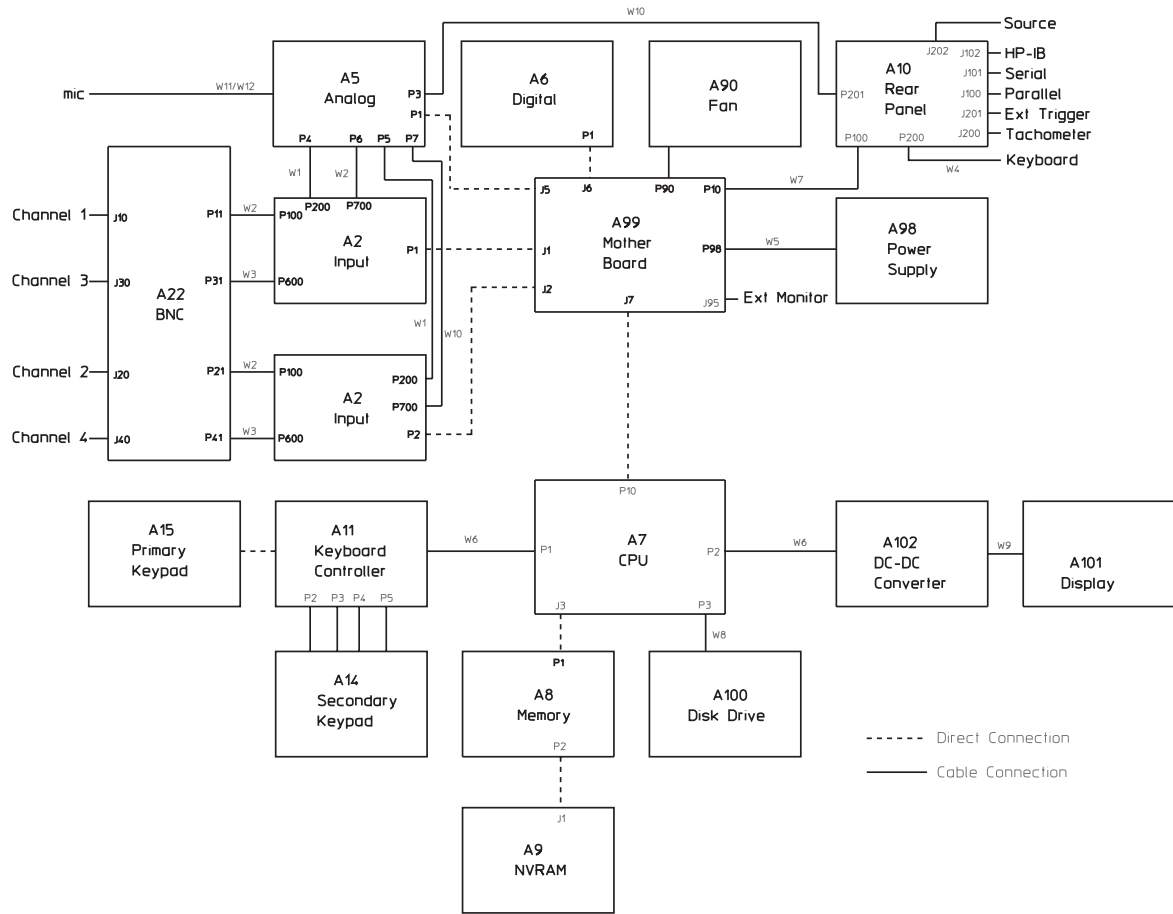 W10
Source
J202
J102
HP-IB
J101
Serial
J100
Parallel
J201
Ext Trigger
J200
Tachometer
A10
Rear
Panel
P201
P100
P200
W4
Keyboard
mic
W11/W12
A5
Analog
P3
P1
P4
P6
P5
P7
A6
Digital
P1
A90
Fan
W1
W2
J5
J6
P90
P10
W7
Channel 1
J10
P11
W2
P100
P200
P700
A2
Input
P1
J1
A99
Mother
Board
P98
W5
A98
Power
Supply
Channel 3
J30
P31
W3
P600
J2
J7
J95
Ext Monitor
A22
BNC
W1
W10
Channel 2
J20
P21
W2
P100
P200
A2
Input
P700
Channel 4
J40
P41
W3
P600
P2
P10
A15
Primary
Keypad
A11
Keyboard
Controller
W6
P1
A7
CPU
P2
W6
A102
DC-DC
Converter
W9
A101
Display
P2
P3
P4
P5
J3
P3
W8
A14
Secondary
Keypad
P1
A8
Memory
P2
A100
Disk Drive
Direct Connection
Cable Connection
J1
A9
NVRAM